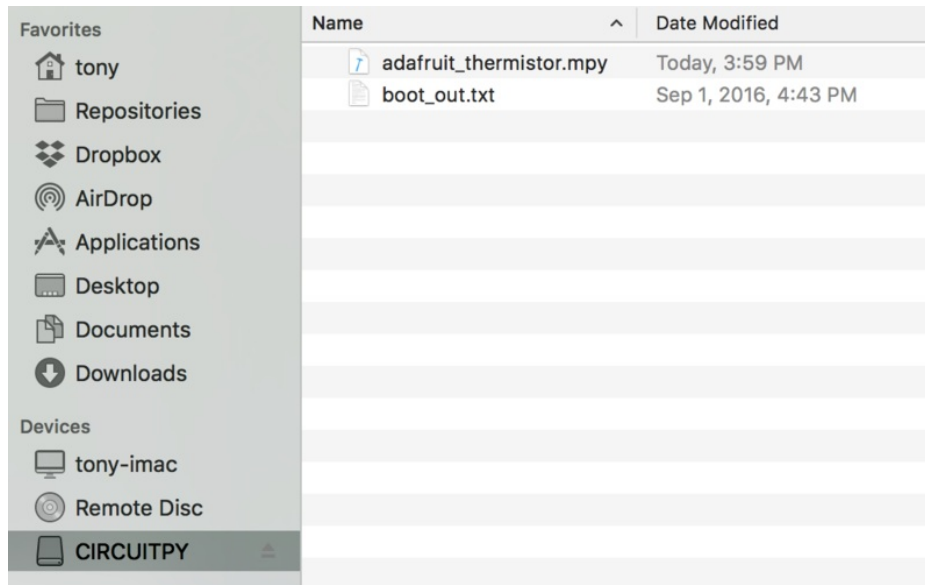 Favorites
tony
Repositories
Dropbox
AirDrop
Applications
Desktop
Documents
Downloads
Devices
tony-imac
Remote Disc
CIRCUITPY
Name Date Modified
adafruit_thermistor.mpy Today, 3:59 PM
boot_out.txt Sep 1, 2016, 4:43 PM